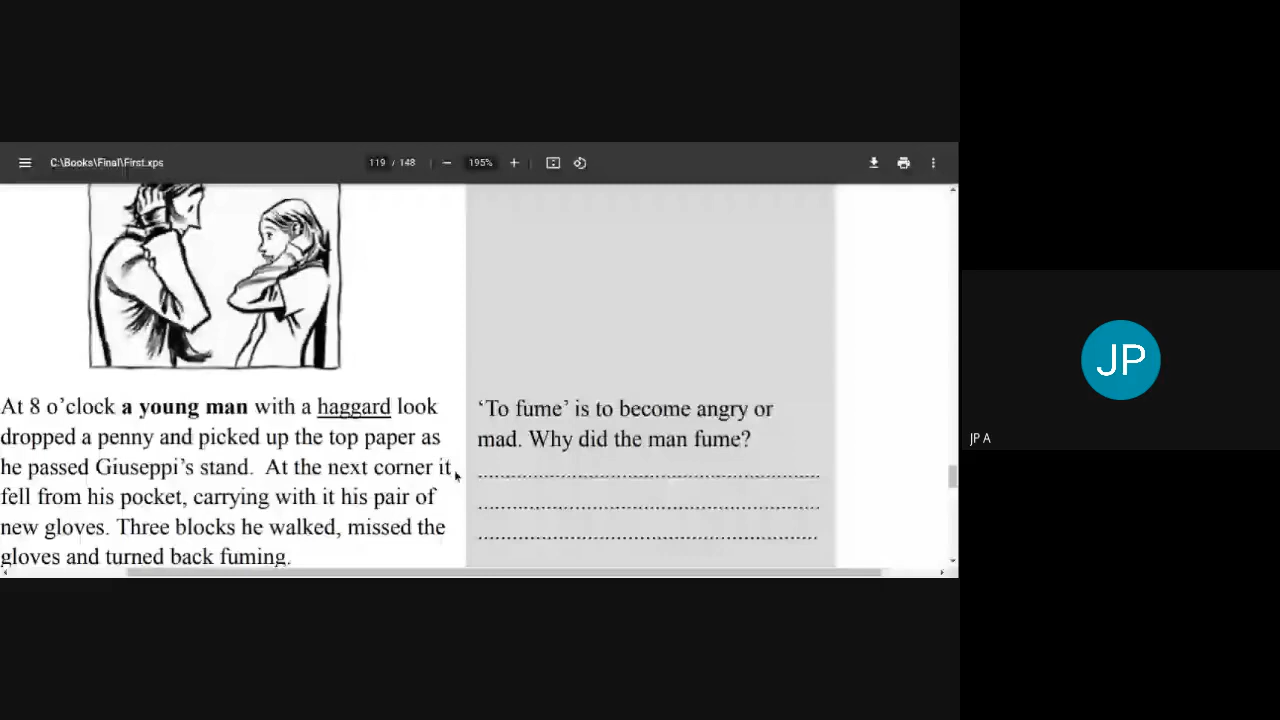 C:\Books\Final\First.xps
119 / 148
195%
At 8 o’clock a young man with a haggard look
dropped a penny and picked up the top paper as
he passed Giuseppi’s stand.  At the next corner it
fell from his pocket, carrying with it his pair of
new gloves. Three blocks he walked, missed the
gloves and turned back fuming.
‘To fume’ is to become angry or
mad. Why did the man fume?
JP
JP A